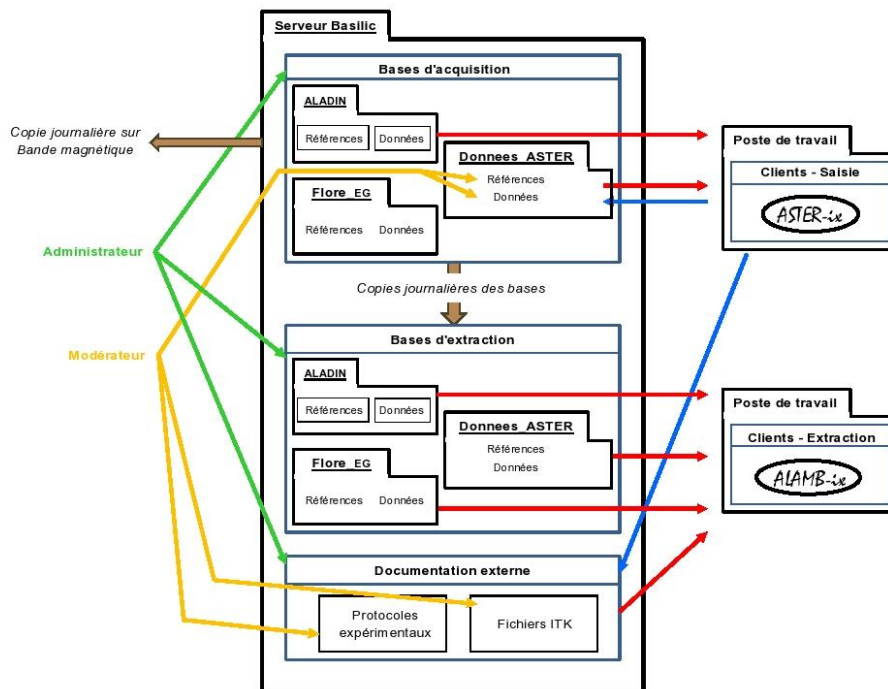 Serveur Basilic
Bases d'acquisition
ALADIN
Références Données
Copie journalière sur
Bande magnétique
Donnees_ASTER
Références
Données
Flore_EG
Références Données
Poste de travail
Clients - Saisie
ASTER-ix
Administrateur
Copies journalières des bases
Modérateur
Bases d'extraction
ALADIN
Références Données
Donnees_ASTER
Références
Données
Flore_EG
Références Données
Poste de travail
Clients - Extraction
ALAMB-ix
Documentation externe
Protocoles
expérimentaux
Fichiers ITK